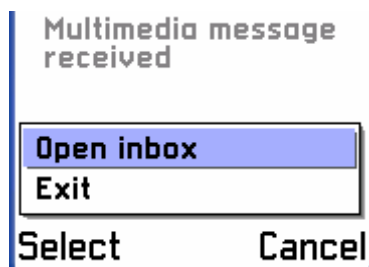 Multimedia message
received
Open inbox
Exit
Select Cancel